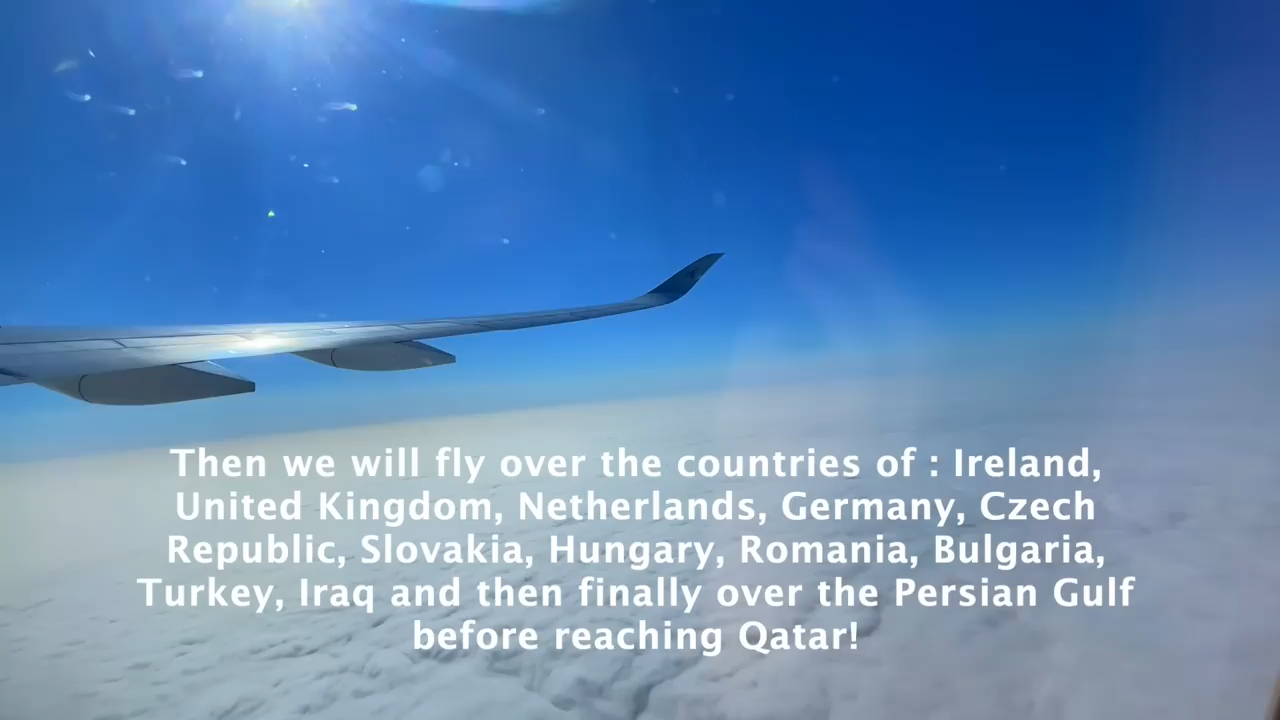 Then we will fly over the countries of : Ireland,
United Kingdom, Netherlands, Germany, Czech
Republic, Slovakia, Hungary, Romania, Bulgaria,
Turkey, Iraq and then finally over the Persian Gulf
before reaching Qatar!